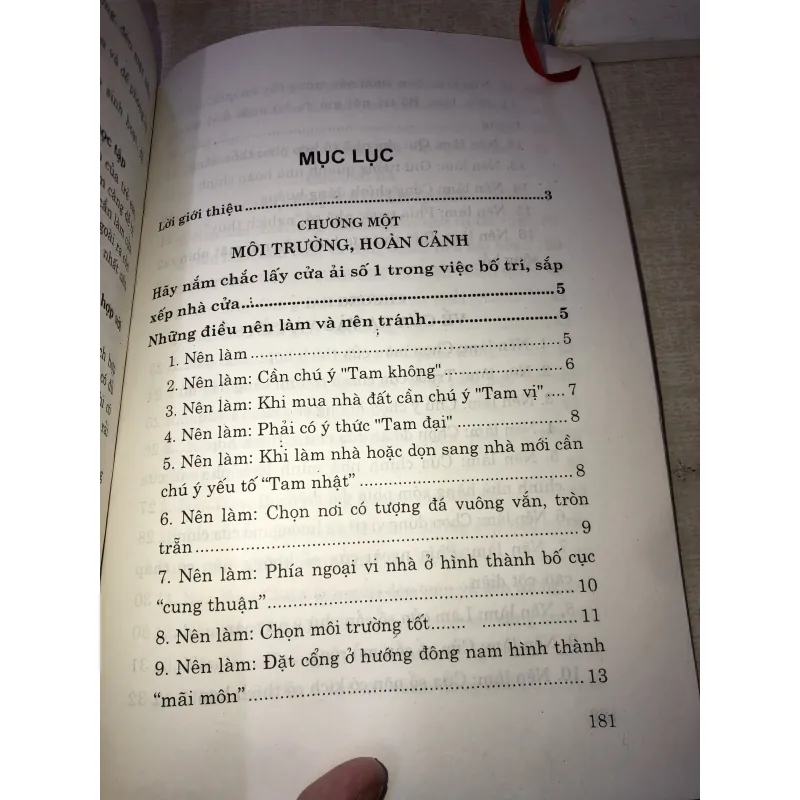 học tập
hợp với
MỤC LỤC
Lời giới thiệu...3
CHƯƠNG MỘT
MÔI TRƯỜNG, HOÀN CẢNH
Hãy nắm chắc lấy cửa ải số 1 trong việc bố trí, sắp
xếp nhà cửa...5
Những điều nên làm và nên tránh...5
1. Nên làm...5
2. Nên làm: Cần chú ý "Tam không"...6
3. Nên làm: Khi mua nhà đất cần chú ý "Tam vị"...7
4. Nên làm: Phải có ý thức "Tam đại"...8
5. Nên làm: Khi làm nhà hoặc dọn sang nhà mới cần
chú ý yếu tố “Tam nhật”...8
6. Nên làm: Chọn nơi có tượng đá vuông vắn, tròn
trặn...9
7. Nên làm: Phía ngoại vi nhà ở hình thành bố cục
“cung thuận”...10
8. Nên làm: Chọn môi trường tốt...11
9. Nên làm: Đặt cổng ở hướng đông nam hình thành
“mãi môn”...13
181